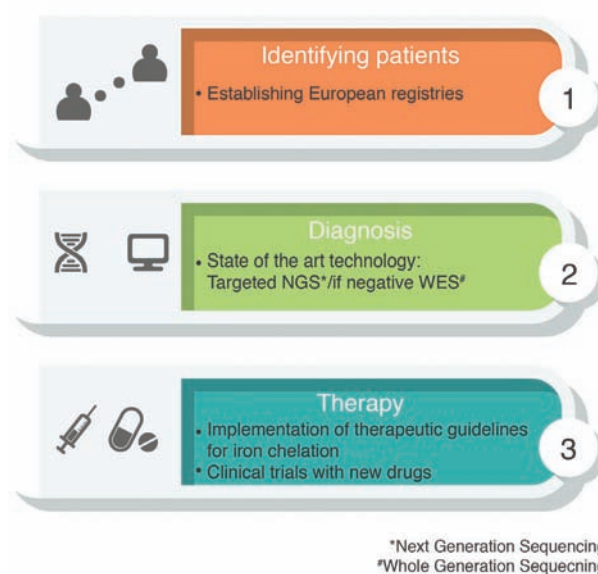 Identifying patients
• Establishing European registries
1
Diagnosis
• State of the art technology:
Targeted NGS*/if negative WES#
2
Therapy
• Implementation of therapeutic guidelines
for iron chelation
• Clinical trials with new drugs
3
*Next Generation Sequencing
#Whole Generation Sequecning